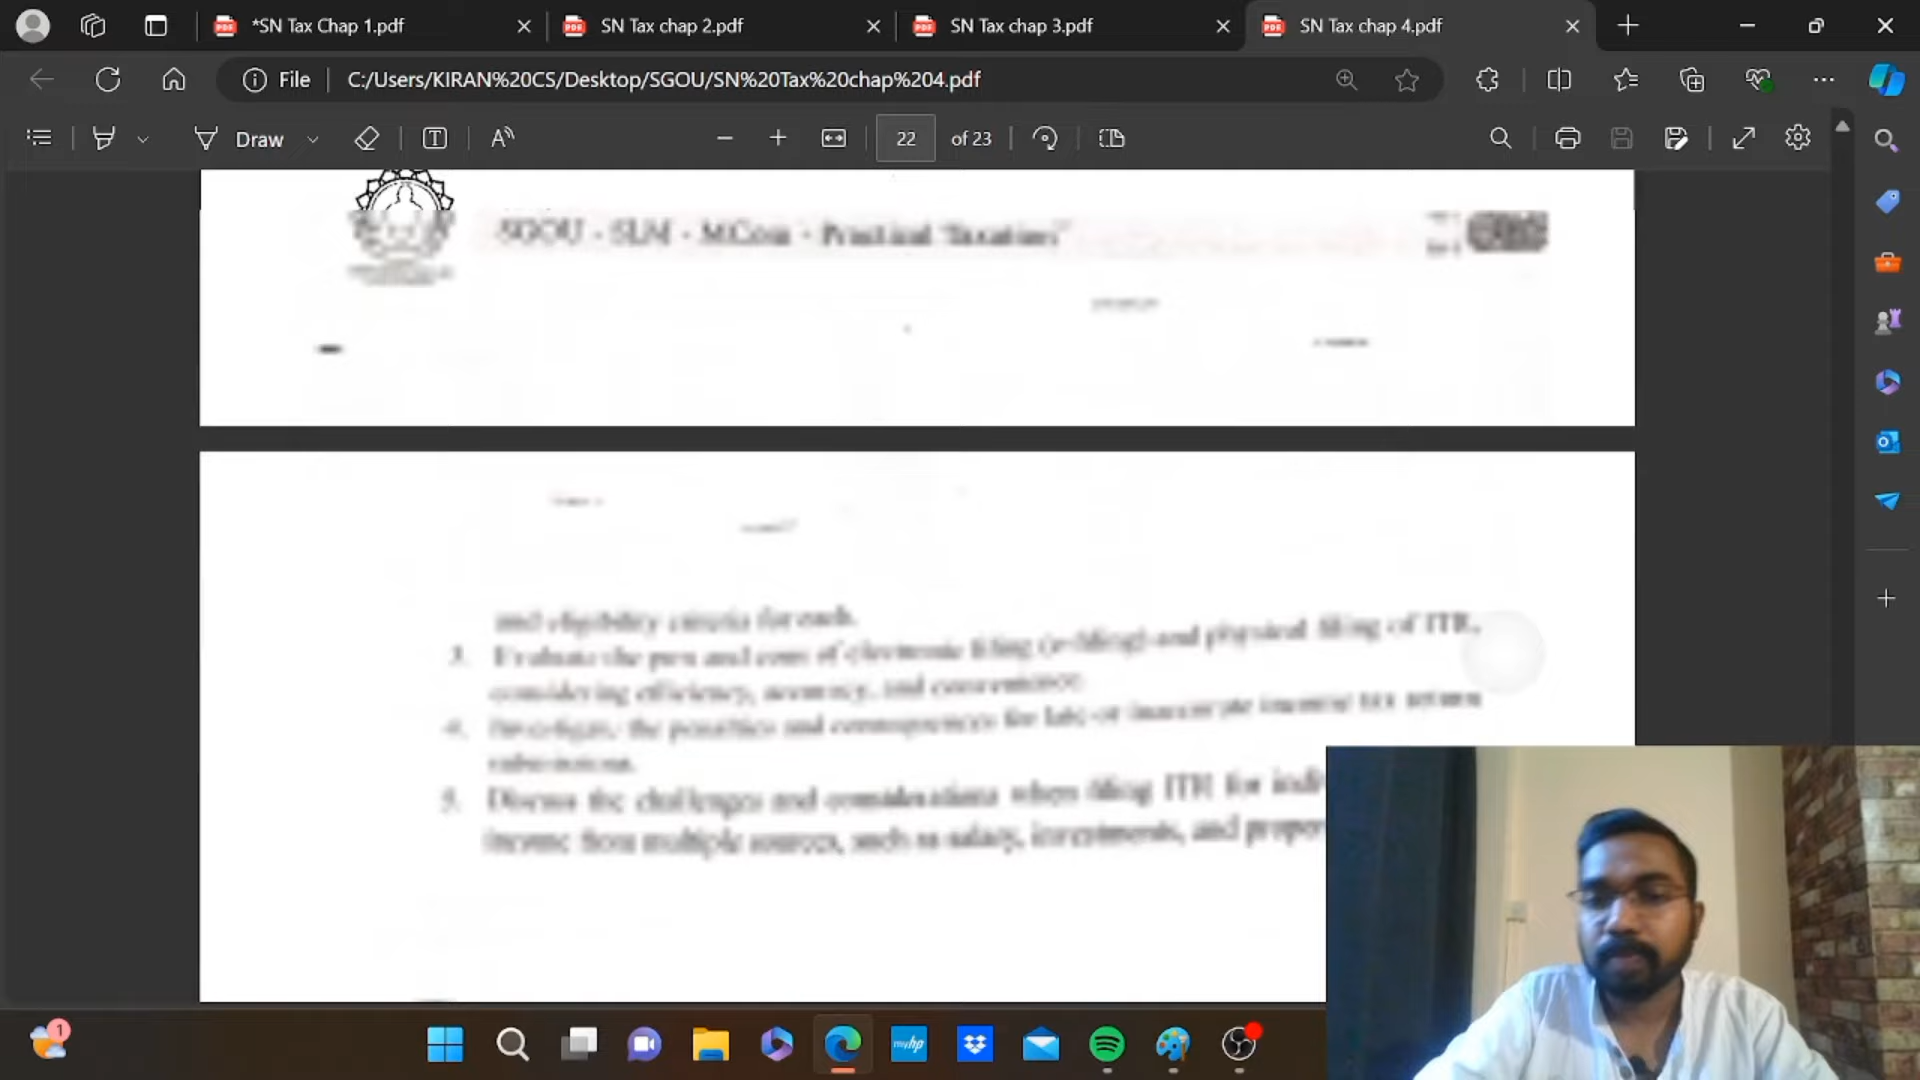 *SN Tax Chap 1.pdf
SN Tax chap 2.pdf
SN Tax chap 3.pdf
SN Tax chap 4.pdf
File
C:/Users/KIRAN%20CS/Desktop/SGOU/SN%20Tax%20chap%204.pdf
Draw
22 of 23
SGOU - SLM - MCom - Practical Taxation
and eligibility criteria for each.
3. Evaluate the pros and cons of electronic filing (e-filing) and physical filing of ITR,
considering efficiency, accuracy, and convenience.
4. Investigate the penalties and consequences for late or inaccurate income tax return
submissions.
5. Discuss the challenges and considerations when filing ITR for
income from multiple sources, such as salary, investments, and
1
myhp